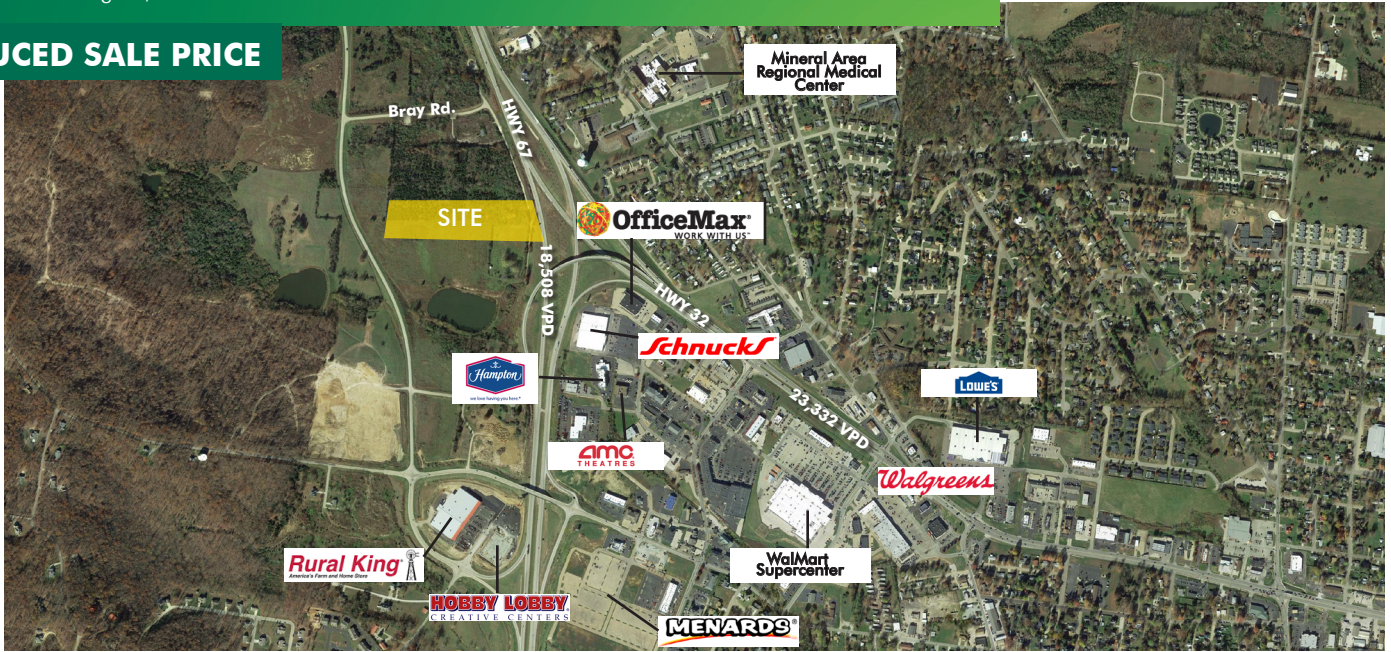 UCED SALE PRICE
Mineral Area
Regional Medical
Center
Bray Rd.
HWY 67
SITE
OfficeMax®
WORK WITH US™
18,508 VPD
HWY 32
Schnucks
Hampton
we love having you here.®
LOWE'S
23,332 VPD
amc
THEATRES
Walgreens
WalMart
Supercenter
Rural King®
America's Farm and Home Store
HOBBY LOBBY
CREATIVE CENTERS
MENARDS®